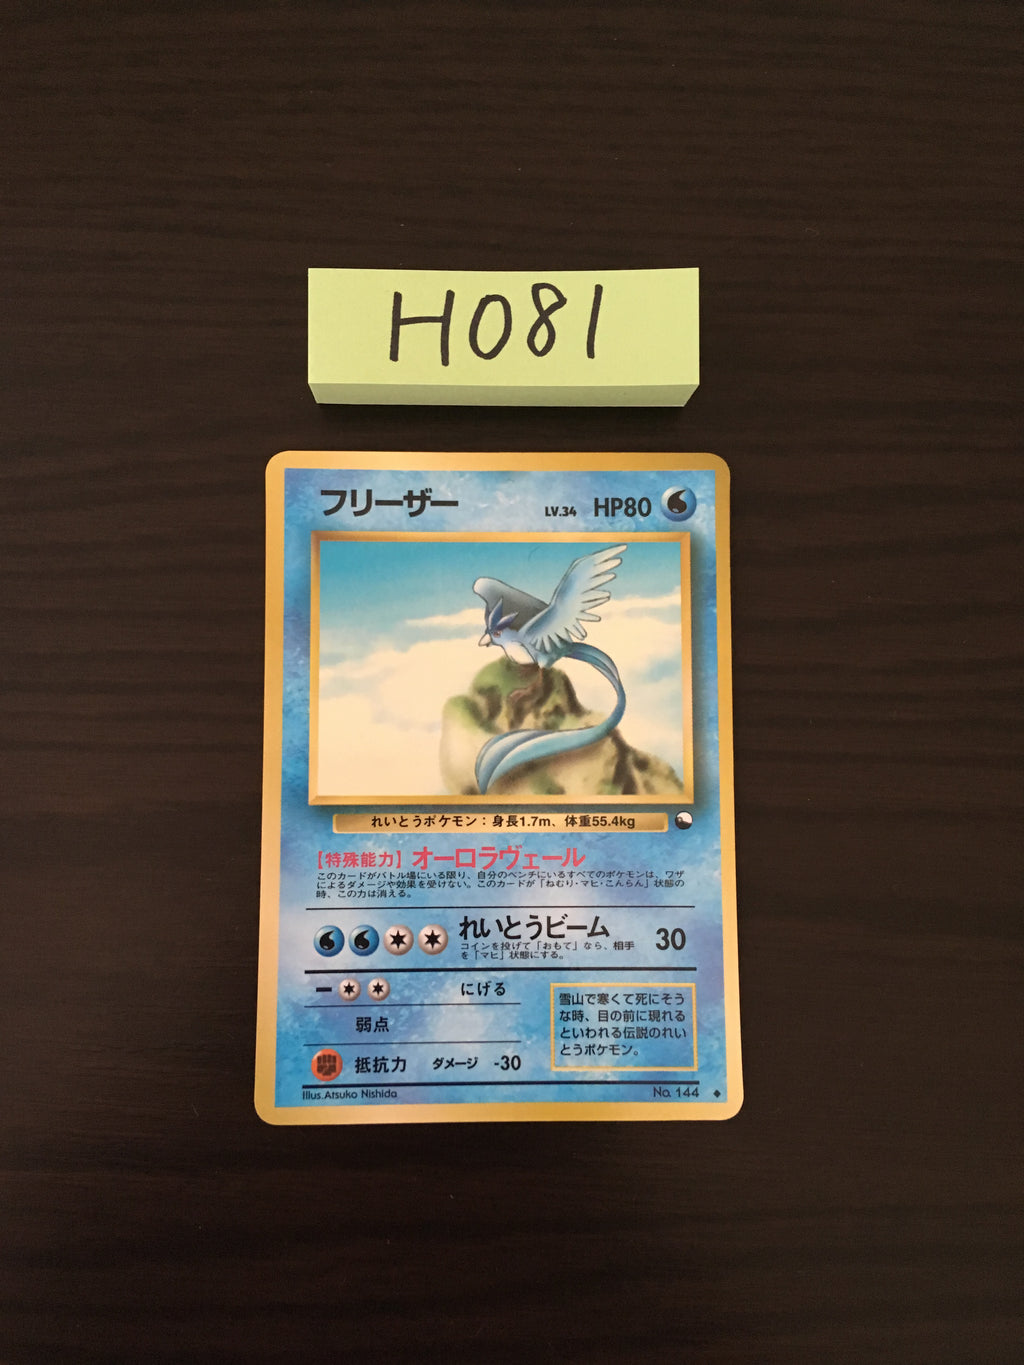 H081
フリーザー LV.34 HP80
れいとうポケモン：身長1.7m、体重55.4kg
【特殊能力】オーロラヴェール
このカードがバトル場にいる限り、自分のベンチにいるすべてのポケモンは、ワザ
によるダメージや効果を受けない。このカードが「ねむり・マヒ・こんらん」状態の
時、この力は消える。
れいとうビーム 30
コインを投げて「おもて」なら、相手
を「マヒ」状態にする。
にげる
弱点
抵抗力 ダメージ -30
雪山で寒くて死にそう
な時、目の前に現れる
といわれる伝説のれい
とうポケモン。
Illus.Atsuko Nishida No. 144